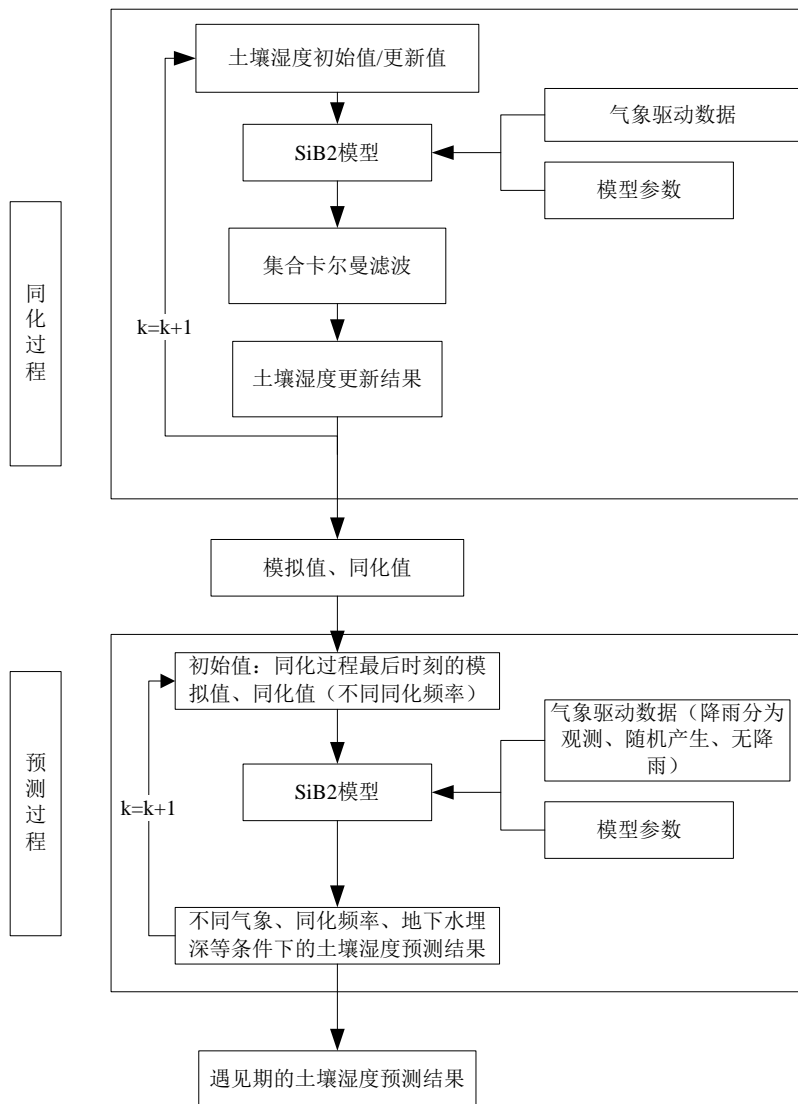 土壤湿度初始值/更新值
气象驱动数据
SiB2模型
模型参数
集合卡尔曼滤波
同
化
过
程
k=k+1
土壤湿度更新结果
模拟值、同化值
初始值：同化过程最后时刻的模
拟值、同化值（不同同化频率）
气象驱动数据（降雨分为
观测、随机产生、无降
雨）
预
测
过
程
SiB2模型
k=k+1
模型参数
不同气象、同化频率、地下水埋
深等条件下的土壤湿度预测结果
遇见期的土壤湿度预测结果